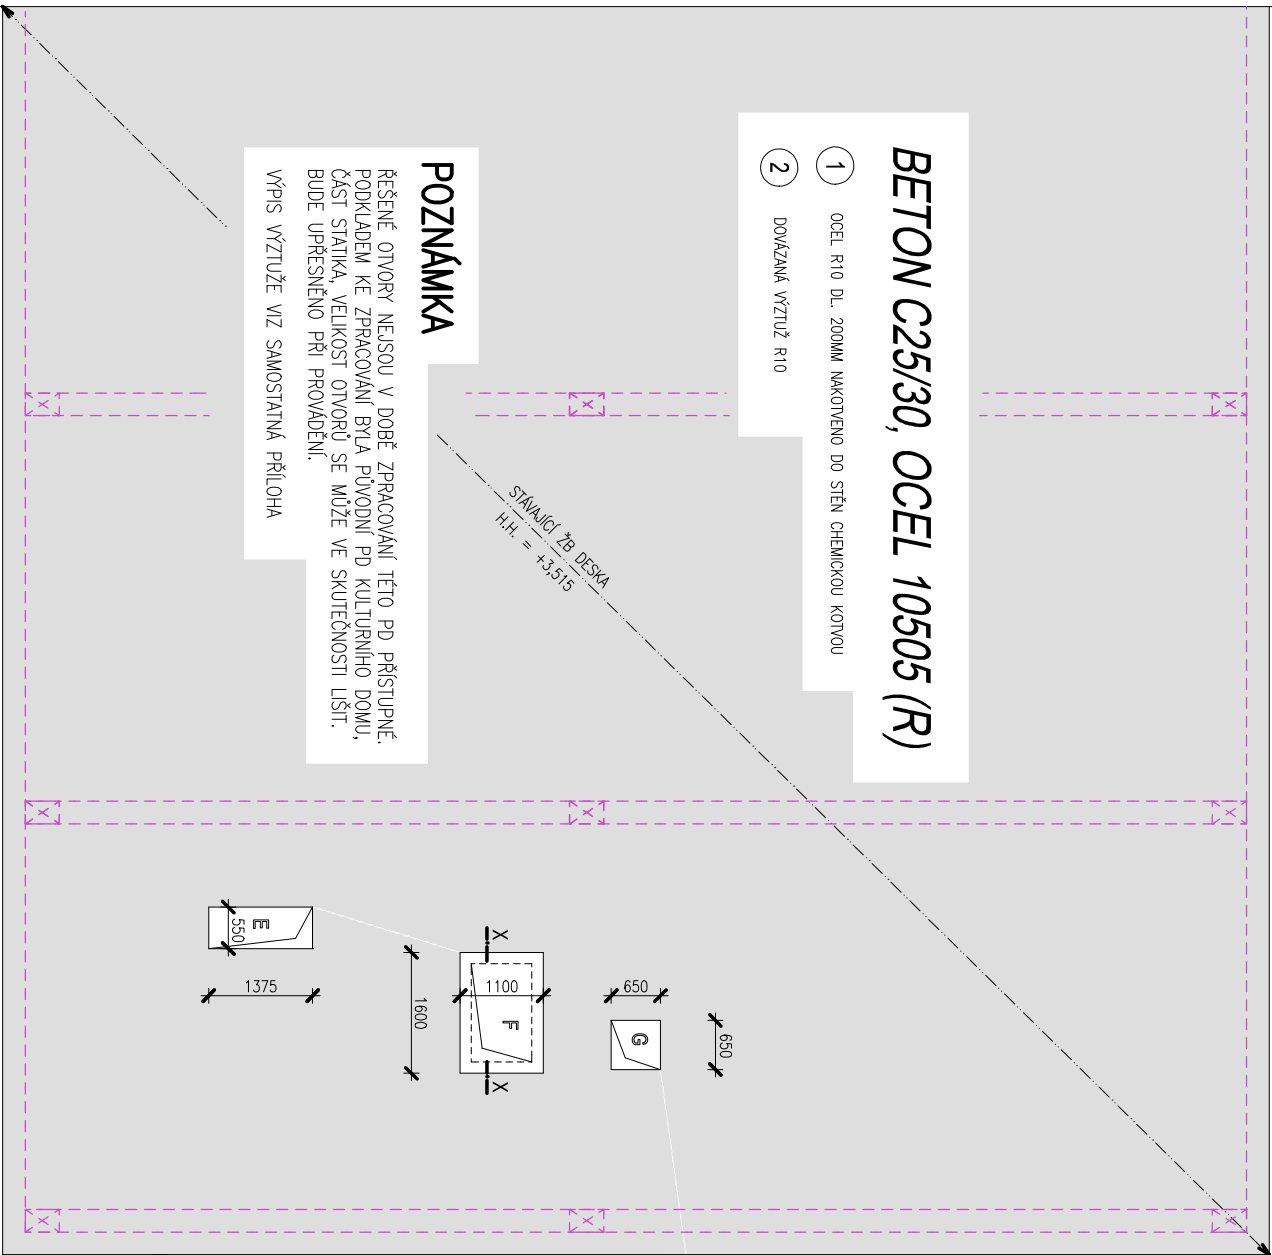 BETON C25/30, OCEL 10505 (R)
1 OCEL R10 DL. 200MM NAKOTVENO DO STĚN CHEMICKOU KOTVOU
2 DOVÁZANÁ VÝZTUŽ R10
POZNÁMKA
ŘEŠENÉ OTVORY NEJSOU V DOBĚ ZPRACOVÁNÍ TÉTO PD PŘÍSTUPNÉ.
PODKLADEM KE ZPRACOVÁNÍ BYLA PŮVODNÍ PD KULTURNÍHO DOMU,
ČÁST STATIKA, VELIKOST OTVORŮ SE MŮŽE VE SKUTEČNOSTI LIŠIT.
BUDE UPŘESNĚNO PŘI PROVÁDĚNÍ.
VÝPIS VÝZTUŽE VIZ SAMOSTATNÁ PŘÍLOHA
STÁVAJÍCÍ ŽB DESKA
H.H. = +3,515
E
550
1375
X
1100
F
1600
X
650
G
650